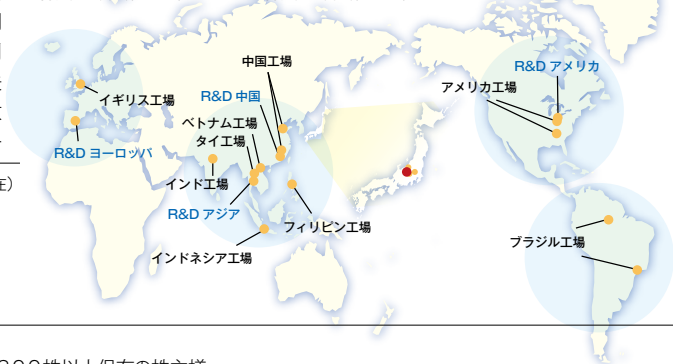 中国工場
R&D アメリカ
アメリカ工場
R&D 中国
イギリス工場
ベトナム工場
タイ工場
R&D ヨーロッパ
在)
インド工場
R&D アジア
フィリピン工場
ブラジル工場
インドネシア工場